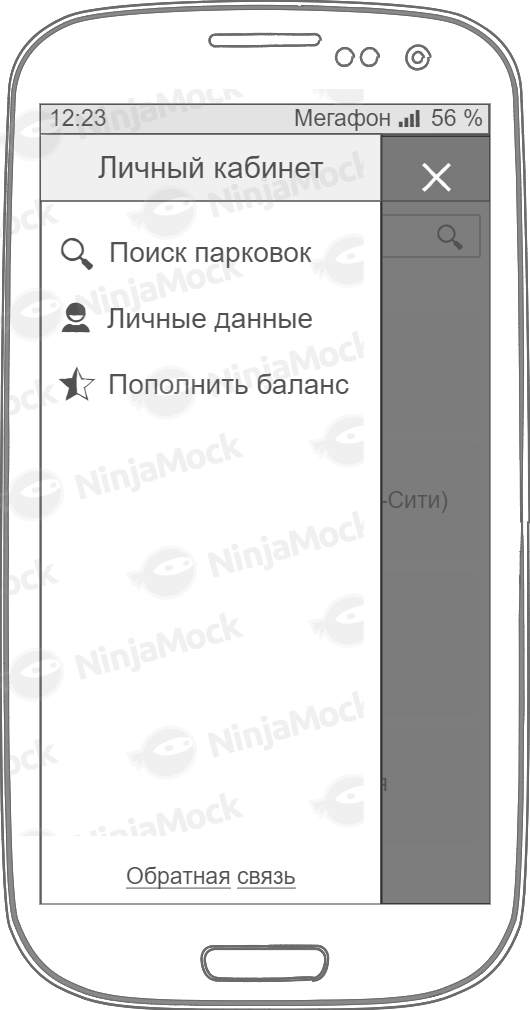 12:23 Мегафон 56 %
Личный кабинет
Поиск парковок
Личные данные
Пополнить баланс
-Сити)
я
Обратная связь
NinjaMock
NinjaMock
NinjaMock
NinjaMock
NinjaMock
NinjaMock
NinjaMock
NinjaMock
NinjaMock